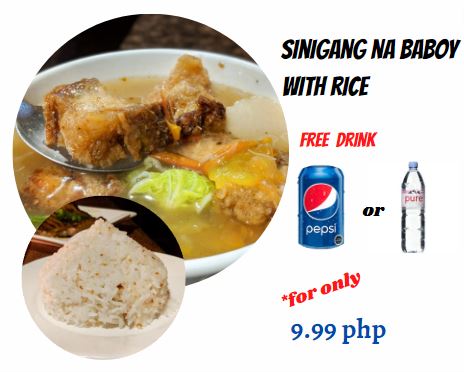 SINIGANG NA BABOY
WITH RICE
FREE DRINK
pepsi
or
pure
*for only
9.99 php